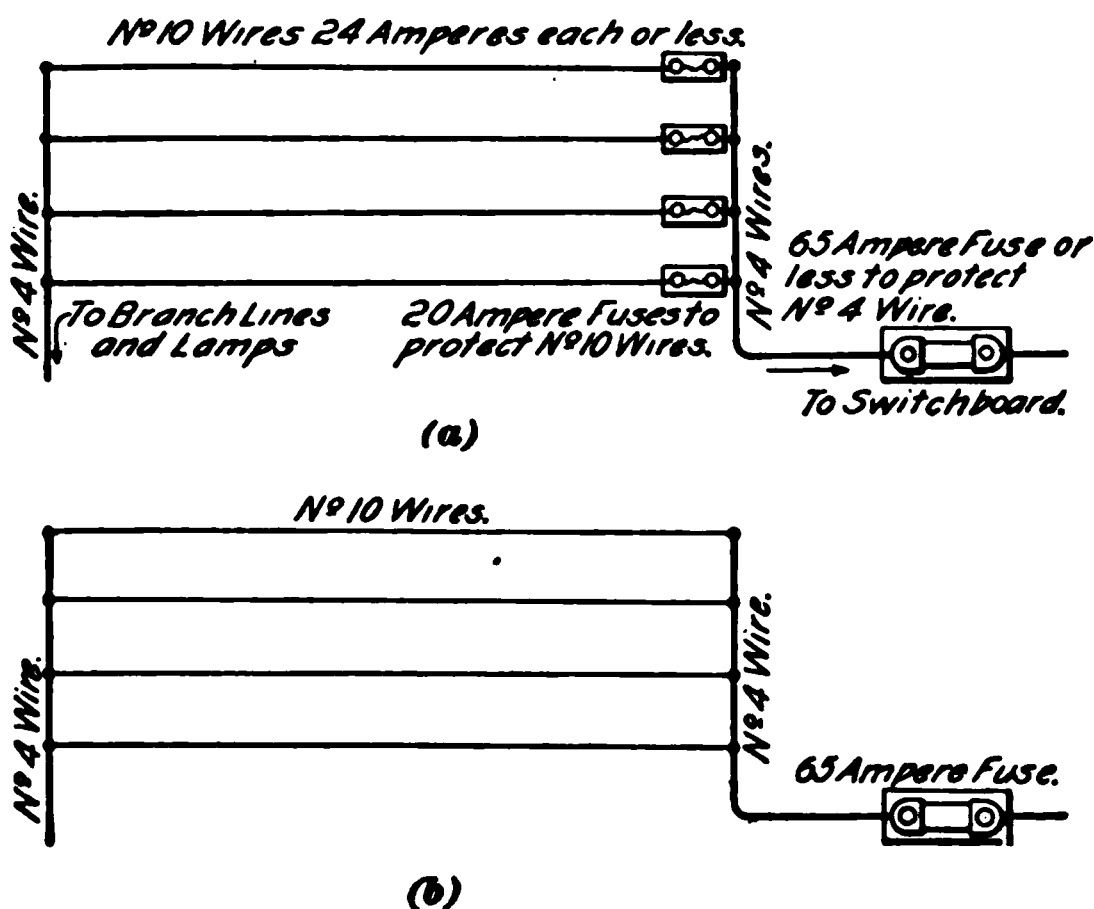 Nº 10 Wires 24 Amperes each or less.
Nº 4 Wire.
Nº 4 Wires.
To Branch Lines
and Lamps
20 Ampere Fuses to
protect Nº 10 Wires.
65 Ampere Fuse or
less to protect
Nº 4 Wire.
To Switchboard.
(a)
Nº 10 Wires.
Nº 4 Wire.
Nº 4 Wire.
65 Ampere Fuse.
(b)